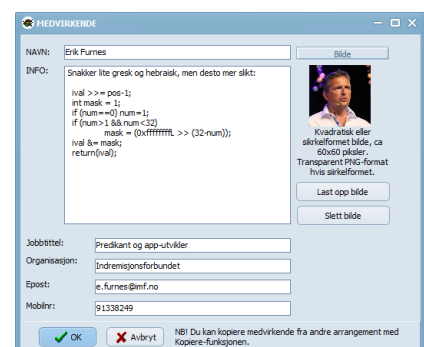 MEDVIRKENDE
NAVN: Erik Furnes
Bilde
INFO: Snakker lite gresk og hebraisk, men desto mer slikt:
ival >>= pos-1;
int mask = 1;
if (num==0) num=1;
if (num>1 && num<32)
mask = (0xffffffffL >> (32-num));
ival &= mask;
return(ival);
Kvadratisk eller
sirkelformet bilde, ca
60x60 piksler.
Transparent PNG-format
hvis siirkelformet.
Last opp bilde
Slett bilde
Jobbtittel: Predikant og app-utvikler
Organisasjon: Indremisjonsforbundet
Epost: e.furnes@imf.no
Mobilnr: 91338249
OK
Avbryt
NB! Du kan kopiere medvirkende fra andre arrangement med
Kopiere-funksjonen.